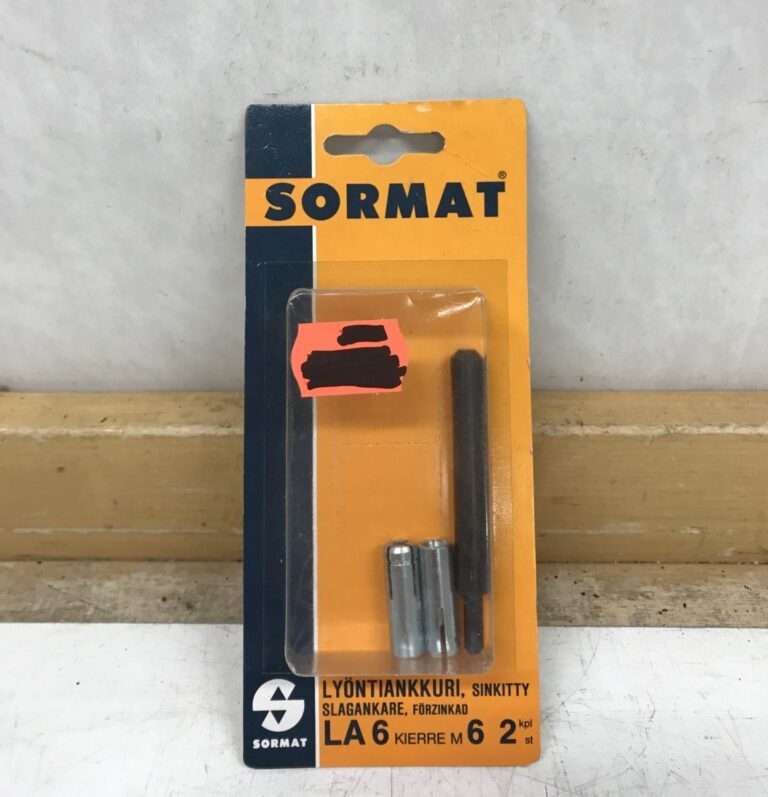 SORMAT®
LYÖNTIANKKURI, SINKITTY
SLAGANKARE, FÖRZINKAD
LA 6 KIERRE M 6 2 kpl
st
SORMAT